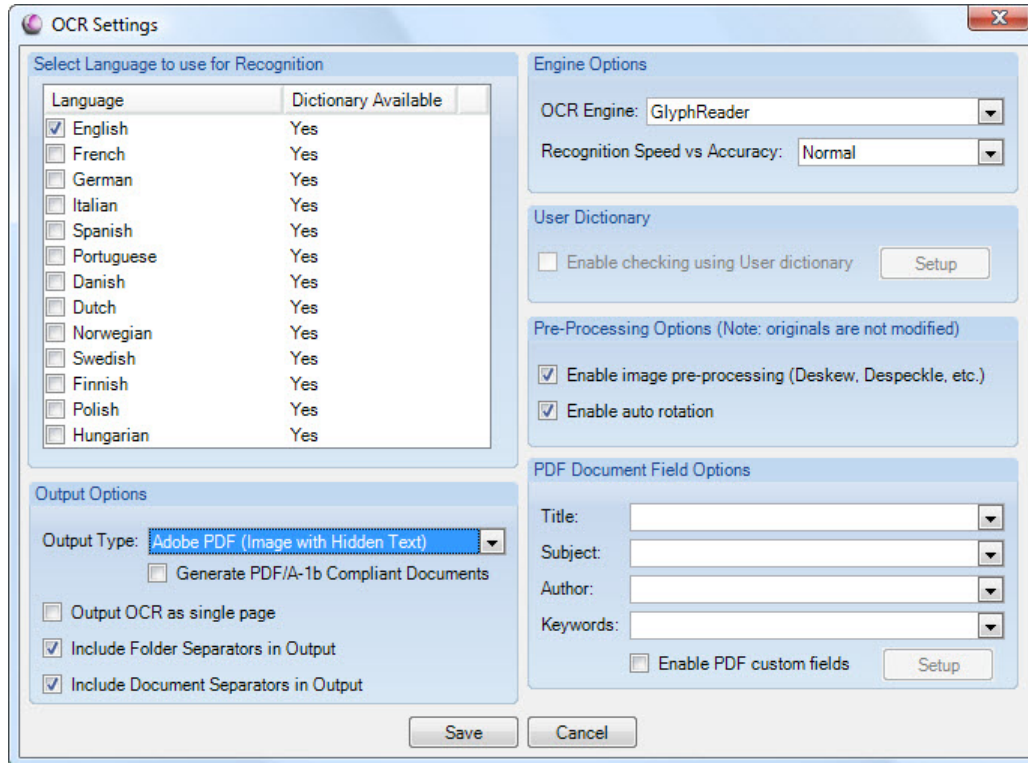 OCR Settings
Select Language to use for Recognition
Language Dictionary Available
English Yes
French Yes
German Yes
Italian Yes
Spanish Yes
Portuguese Yes
Danish Yes
Dutch Yes
Norwegian Yes
Swedish Yes
Finnish Yes
Polish Yes
Hungarian Yes
Output Options
Output Type: Adobe PDF (Image with Hidden Text)
Generate PDF/A-1b Compliant Documents
Output OCR as single page
Include Folder Separators in Output
Include Document Separators in Output
Engine Options
OCR Engine: GlyphReader
Recognition Speed vs Accuracy: Normal
User Dictionary
Enable checking using User dictionary Setup
Pre-Processing Options (Note: originals are not modified)
Enable image pre-processing (Deskew, Despeckle, etc.)
Enable auto rotation
PDF Document Field Options
Title:
Subject:
Author:
Keywords:
Enable PDF custom fields Setup
Save Cancel